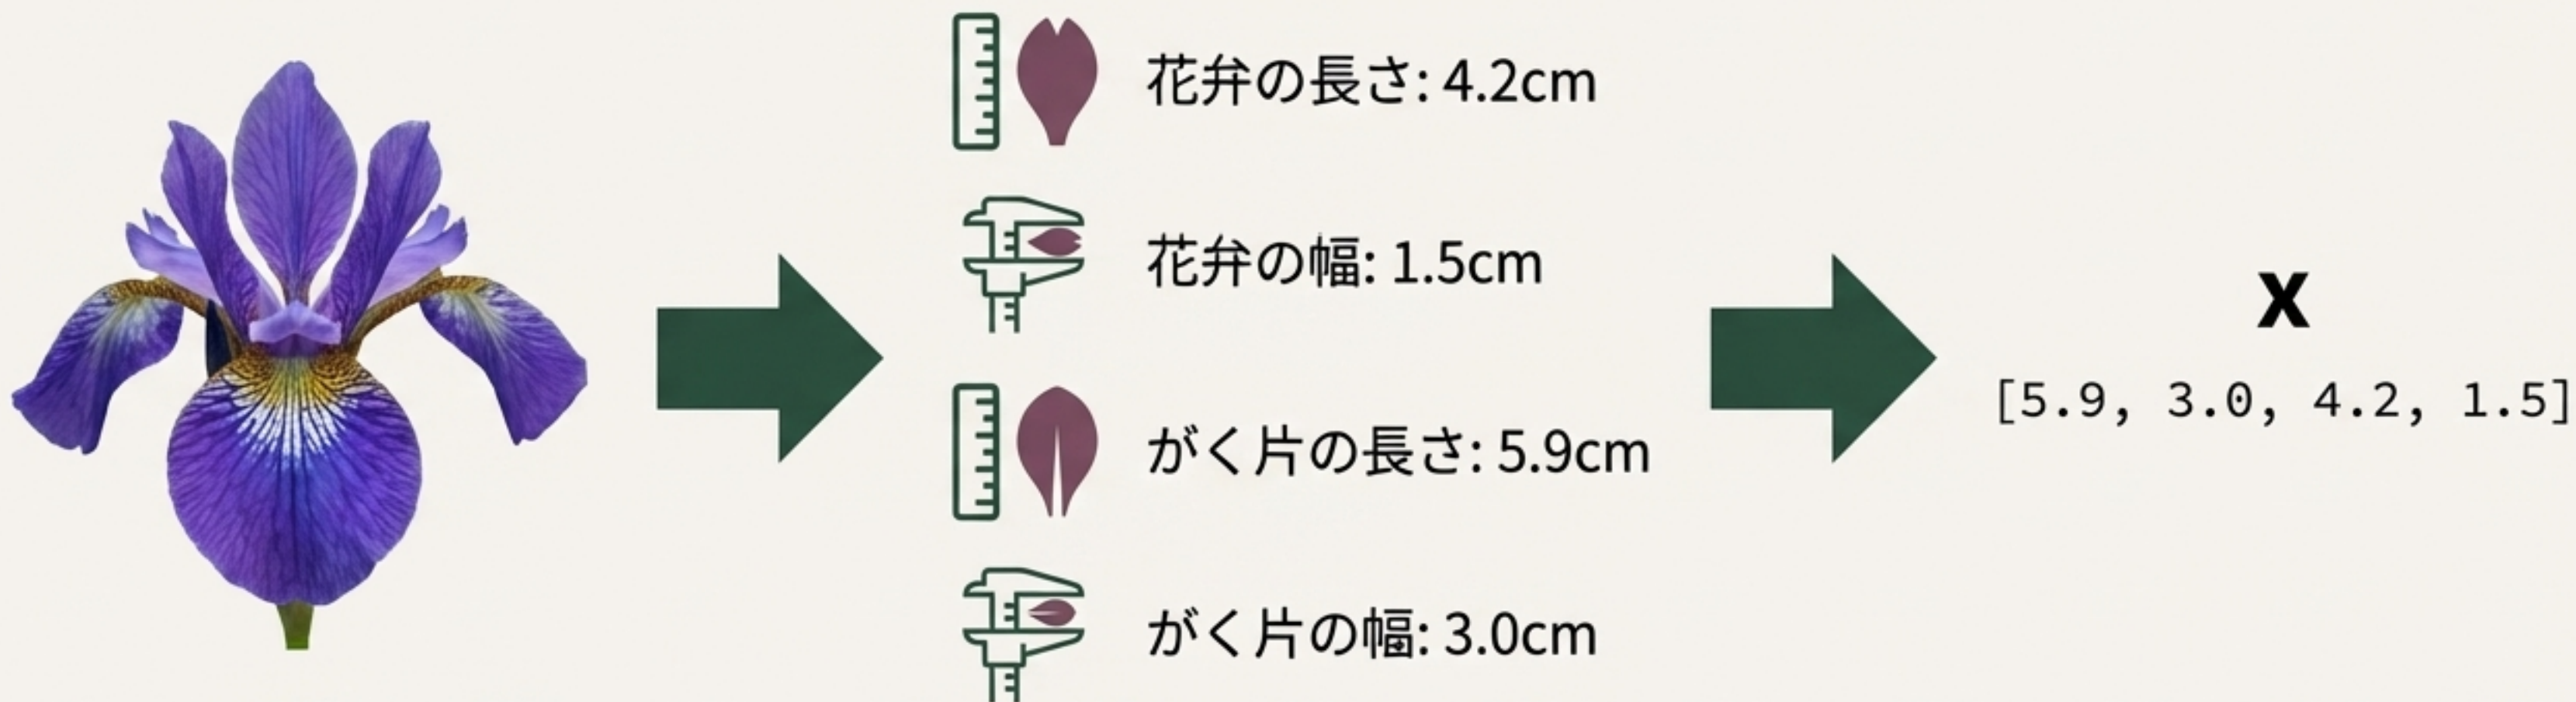 花弁の長さ: 4.2cm
花弁の幅: 1.5cm
がく片の長さ: 5.9cm
がく片の幅: 3.0cm
x
[5.9, 3.0, 4.2, 1.5]